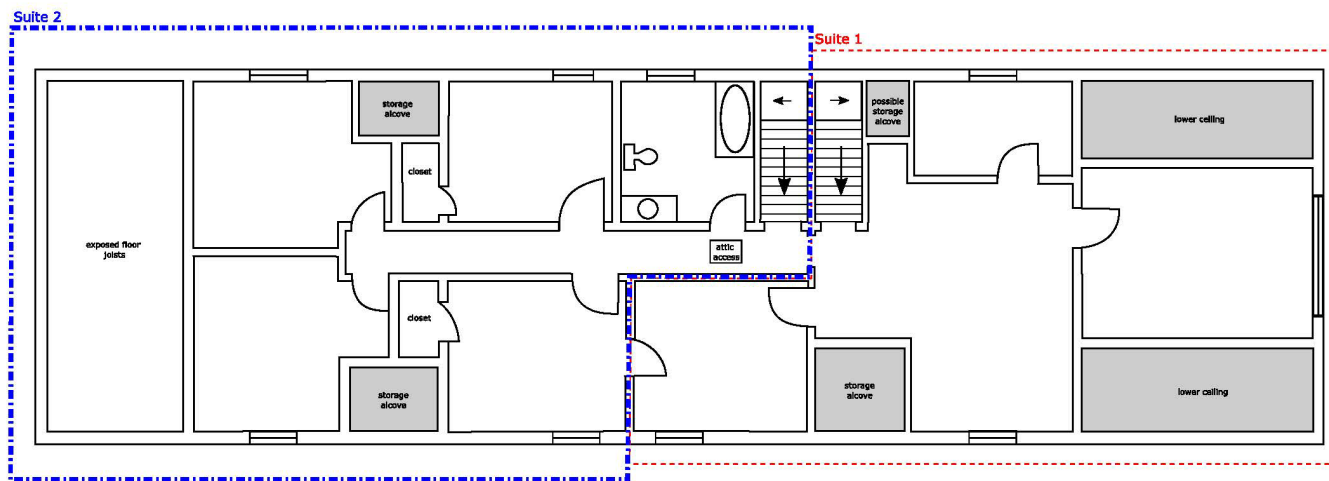 Suite 2
Suite 1
storage
alcove
possible
storage
alcove
lower ceiling
closet
exposed floor
joists
attic
access
closet
storage
alcove
storage
alcove
lower ceiling